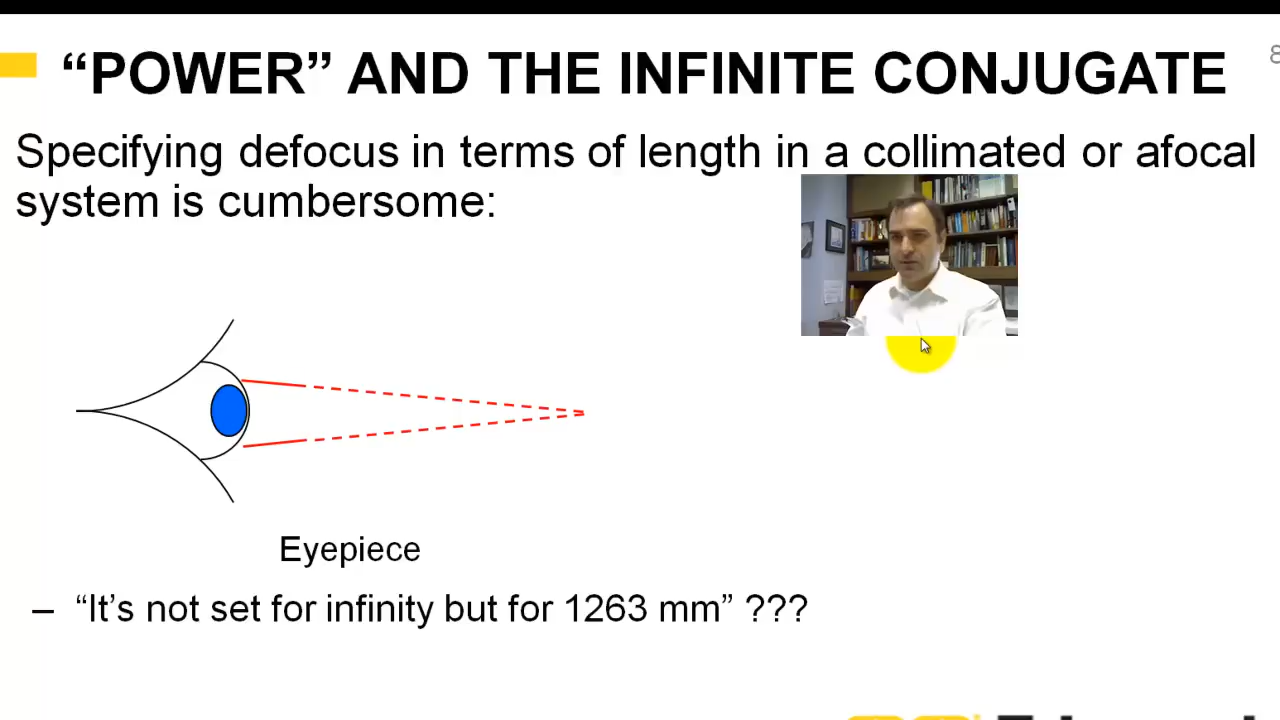 “POWER” AND THE INFINITE CONJUGATE
8
Specifying defocus in terms of length in a collimated or afocal
system is cumbersome:
Eyepiece
– “It’s not set for infinity but for 1263 mm” ???